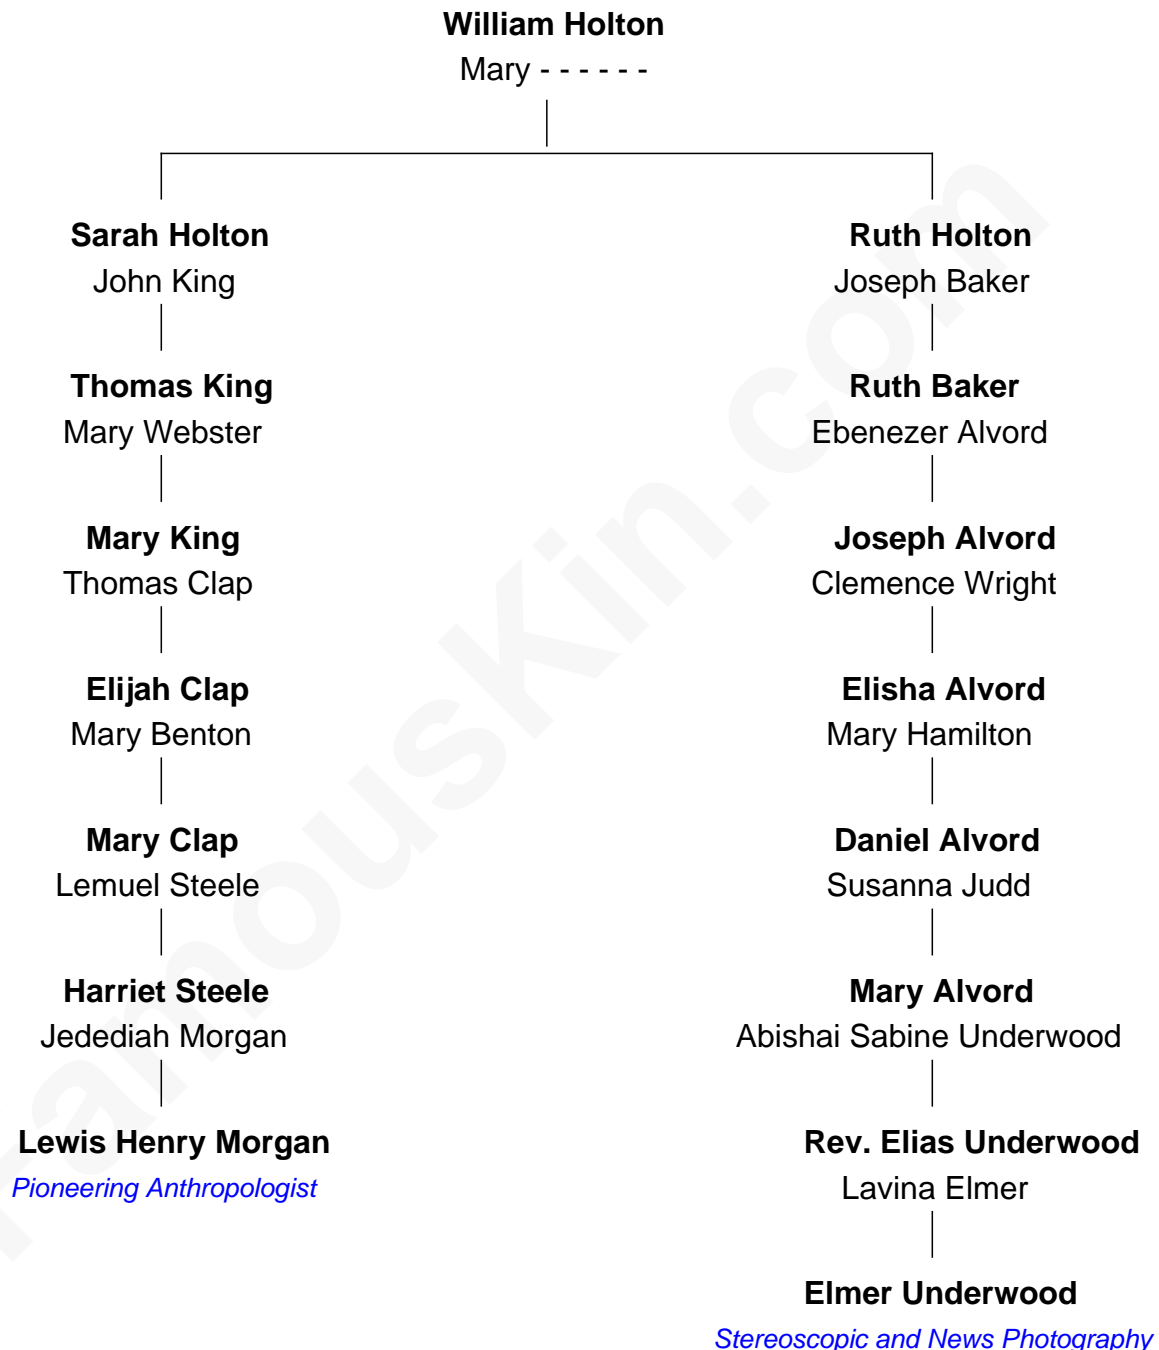 William Holton
Mary - - - - - -
Sarah Holton
John King
Ruth Holton
Joseph Baker
Thomas King
Mary Webster
Ruth Baker
Ebenezer Alvord
Mary King
Thomas Clap
Joseph Alvord
Clemence Wright
Elijah Clap
Mary Benton
Elisha Alvord
Mary Hamilton
Mary Clap
Lemuel Steele
Daniel Alvord
Susanna Judd
Harriet Steele
Jedediah Morgan
Mary Alvord
Abishai Sabine Underwood
Lewis Henry Morgan
Pioneering Anthropologist
Rev. Elias Underwood
Lavina Elmer
Elmer Underwood
Stereoscopic and News Photography
FamousKin.com